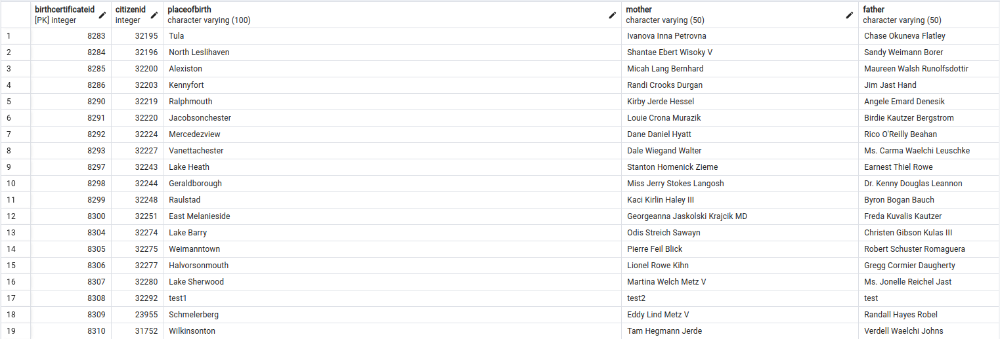 birthcertificateid citizenid placeofbirth mother father
[PK] integer integer character varying (100) character varying (50) character varying (50)
1 8283 32195 Tula Ivanova Inna Petrovna Chase Okuneva Flatley
2 8284 32196 North Leslihaven Shantae Ebert Wisoky V Sandy Weimann Borer
3 8285 32200 Alexiston Micah Lang Bernhard Maureen Walsh Runolfsdottir
4 8286 32203 Kennyfort Randi Crooks Durgan Jim Jast Hand
5 8290 32219 Ralphmouth Kirby Jerde Hessel Angele Emard Denesik
6 8291 32220 Jacobsonchester Louie Crona Murazik Birdie Kautzer Bergstrom
7 8292 32224 Mercedezview Dane Daniel Hyatt Rico O'Reilly Beahan
8 8293 32227 Vanettachester Dale Wiegand Walter Ms. Carma Waelchi Leuschke
9 8297 32243 Lake Heath Stanton Homenick Zieme Earnest Thiel Rowe
10 8298 32244 Geraldborough Miss Jerry Stokes Langosh Dr. Kenny Douglas Leannon
11 8299 32248 Raulstad Kaci Kirlin Haley III Byron Bogan Bauch
12 8300 32251 East Melanieside Georgeanna Jaskolski Krajcik MD Freda Kuvalis Kautzer
13 8304 32274 Lake Barry Odis Streich Sawayn Christen Gibson Kulas III
14 8305 32275 Weimanntown Pierre Feil Blick Robert Schuster Romaguera
15 8306 32277 Halvorsonmouth Lionel Rowe Kihn Gregg Cormier Daugherty
16 8307 32280 Lake Sherwood Martina Welch Metz V Ms. Jonelle Reichel Jast
17 8308 32292 test1 test2 test
18 8309 23955 Schmelerberg Eddy Lind Metz V Randall Hayes Robel
19 8310 31752 Wilkinsonton Tam Hegmann Jerde Verdell Waelchi Johns